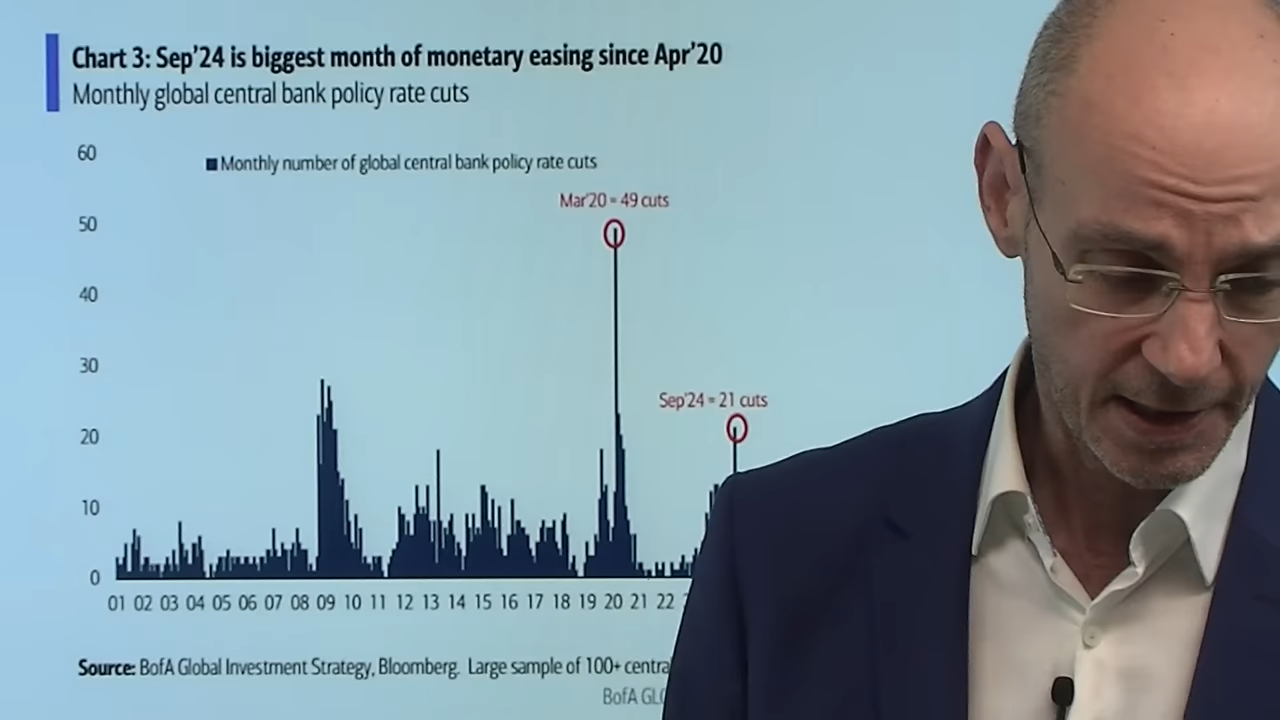 Chart 3: Sep'24 is biggest month of monetary easing since Apr'20
Monthly global central bank policy rate cuts
60
Monthly number of global central bank policy rate cuts
Mar'20 = 49 cuts
50
40
30
Sep'24 = 21 cuts
20
10
0
01 02 03 04 05 06 07 08 09 10 11 12 13 14 15 16 17 18 19 20 21 22
Source: BofA Global Investment Strategy, Bloomberg. Large sample of 100+
BofA